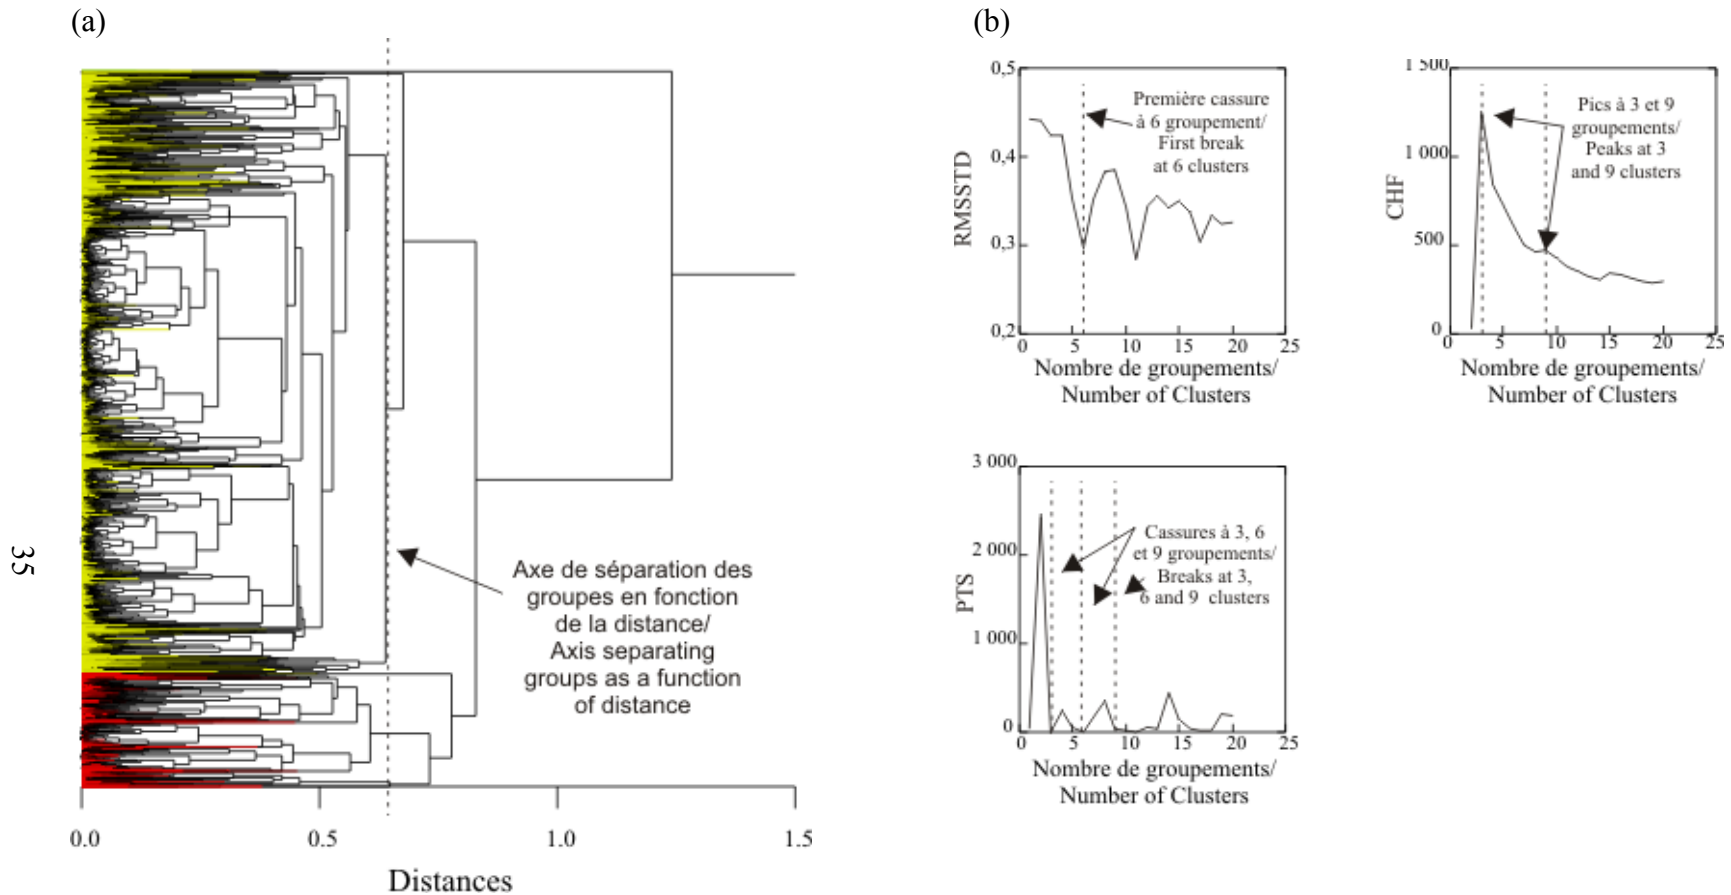 (a)
Axe de séparation des
groupes en fonction
de la distance/
Axis separating
groups as a function
of distance
0.0
0.5
1.0
1.5
Distances
35
(b)
0,5
0,4
0,3
0,2
RMSSTD
Première cassure
à 6 groupement/
First break
at 6 clusters
0
5
10
15
20
25
Nombre de groupements/
Number of Clusters
1 500
1 000
500
0
CHF
Pics à 3 et 9
groupements/
Peaks at 3
and 9 clusters
0
5
10
15
20
25
Nombre de groupements/
Number of Clusters
3 000
2 000
1 000
0
PTS
Cassures à 3, 6
et 9 groupements/
Breaks at 3,
6 and 9 clusters
0
5
10
15
20
25
Nombre de groupements/
Number of Clusters